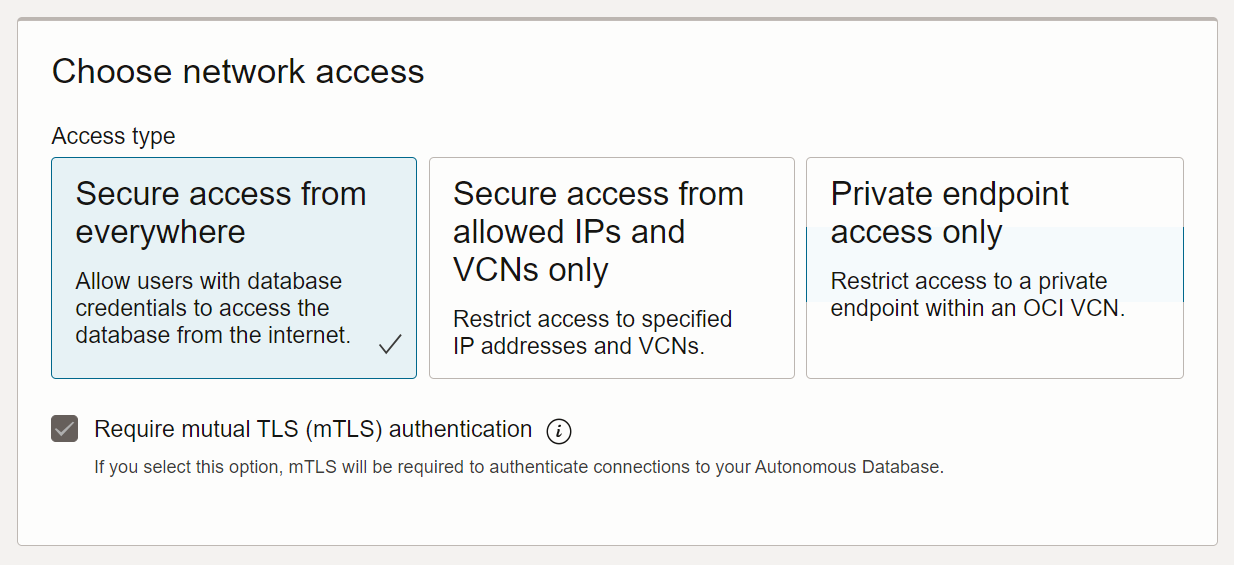 Choose network access
Access type
Secure access from
everywhere
Allow users with database
credentials to access the
database from the internet.
Secure access from
allowed IPs and
VCNs only
Restrict access to specified
IP addresses and VCNs.
Private endpoint
access only
Restrict access to a private
endpoint within an OCI VCN.
Require mutual TLS (mTLS) authentication
If you select this option, mTLS will be required to authenticate connections to your Autonomous Database.